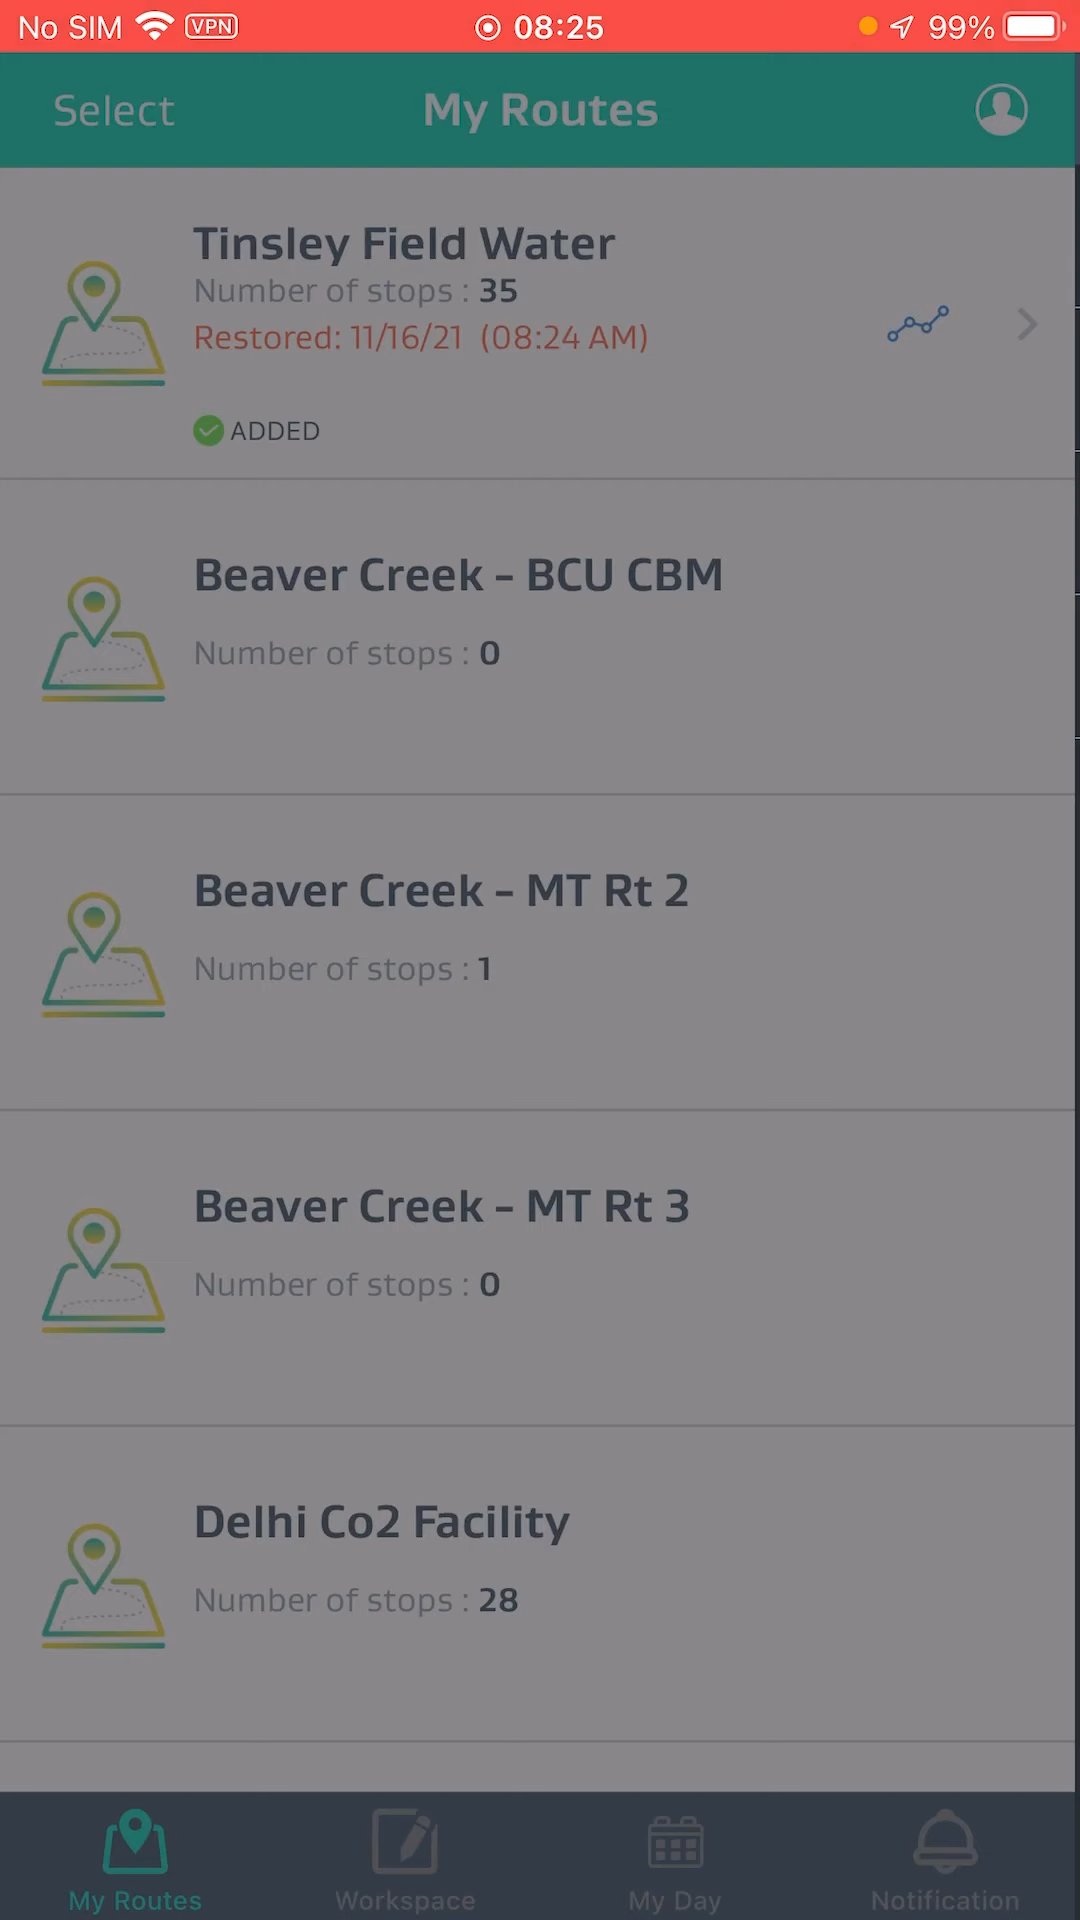 No SIM VPN 08:25 99%
Select My Routes
Tinsley Field Water
Number of stops : 35
Restored: 11/16/21 (08:24 AM)
ADDED
Beaver Creek - BCU CBM
Number of stops : 0
Beaver Creek - MT Rt 2
Number of stops : 1
Beaver Creek - MT Rt 3
Number of stops : 0
Delhi Co2 Facility
Number of stops : 28
My Routes Workspace My Day Notification